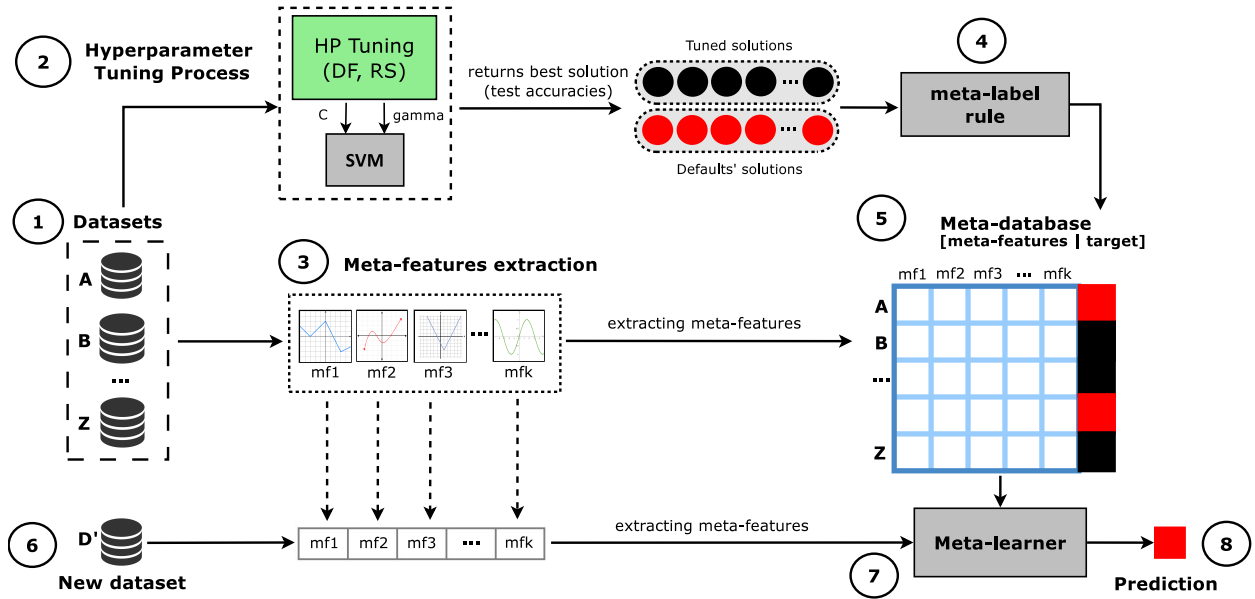 2
Hyperparameter
Tuning Process
HP Tuning
(DF, RS)
C
gamma
SVM
returns best solution
(test accuracies)
Tuned solutions
...
...
Defaults' solutions
4
meta-label
rule
1
Datasets
A
B
...
Z
3
Meta-features extraction
mf1
mf2
mf3
...
mfk
extracting meta-features
5
Meta-database
[meta-features | target]
mf1 mf2 mf3 ... mfk
A
B
...
Z
6
D'
New dataset
mf1 mf2 mf3 ... mfk
extracting meta-features
7
Meta-learner
8
Prediction